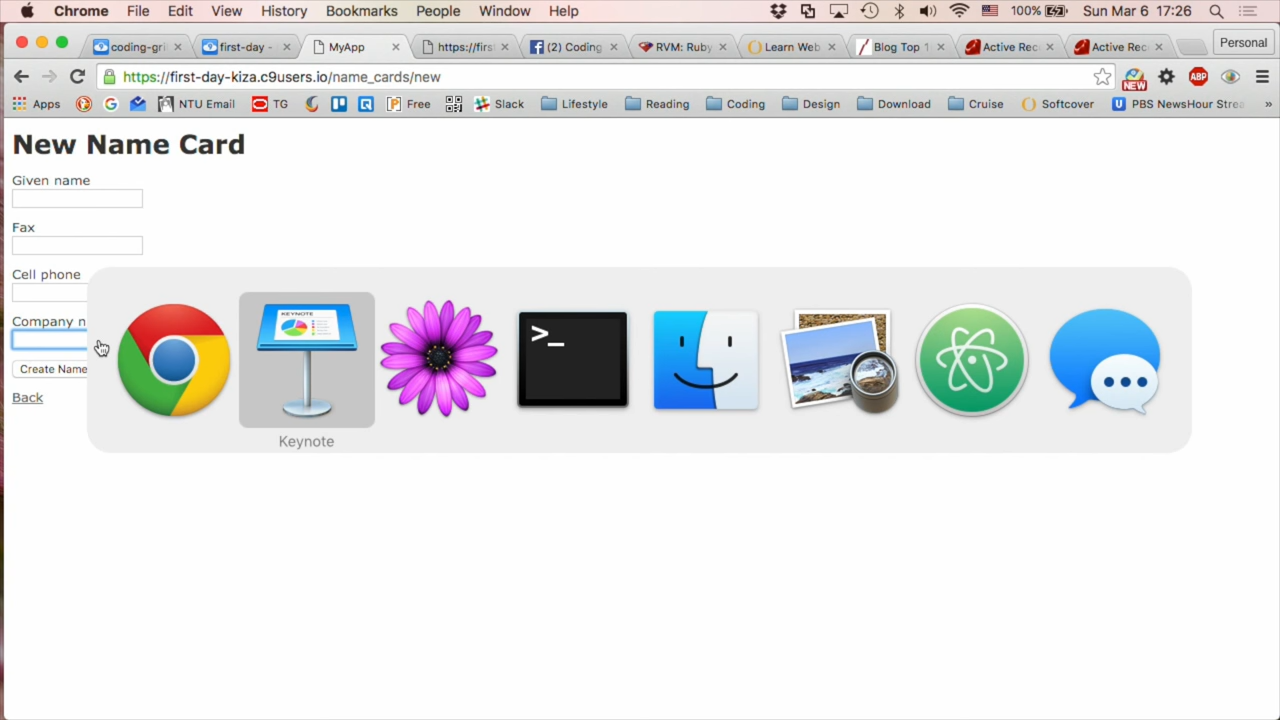 Chrome File Edit View History Bookmarks People Window Help 100% Sun Mar 6 17:26
coding-gri first-day - MyApp https://firs (2) Coding RVM: Ruby Learn Web Blog Top 1 Active Rec Active Rec Personal
https://first-day-kiza.c9users.io/name_cards/new NEW ABP
Apps NTU Email TG Free Slack Lifestyle Reading Coding Design Download Cruise Softcover PBS NewsHour Strea »
New Name Card
Given name
Fax
Cell phone
Company n
Create Name
Back
KEYNOTE
>_
Keynote